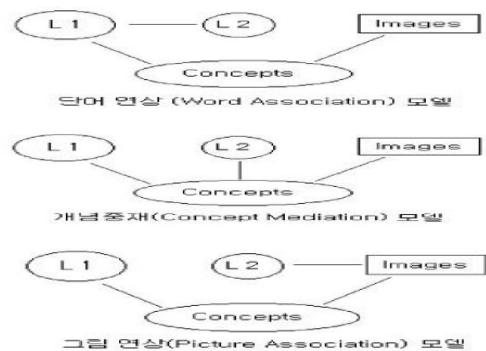 L 1 L 2 Images
Concepts
단어 연상 (Word Association) 모델
L 1 L 2 Images
Concepts
개념중재(Concept Mediation) 모델
L 1 L 2 Images
Concepts
그림 연상(Picture Association) 모델